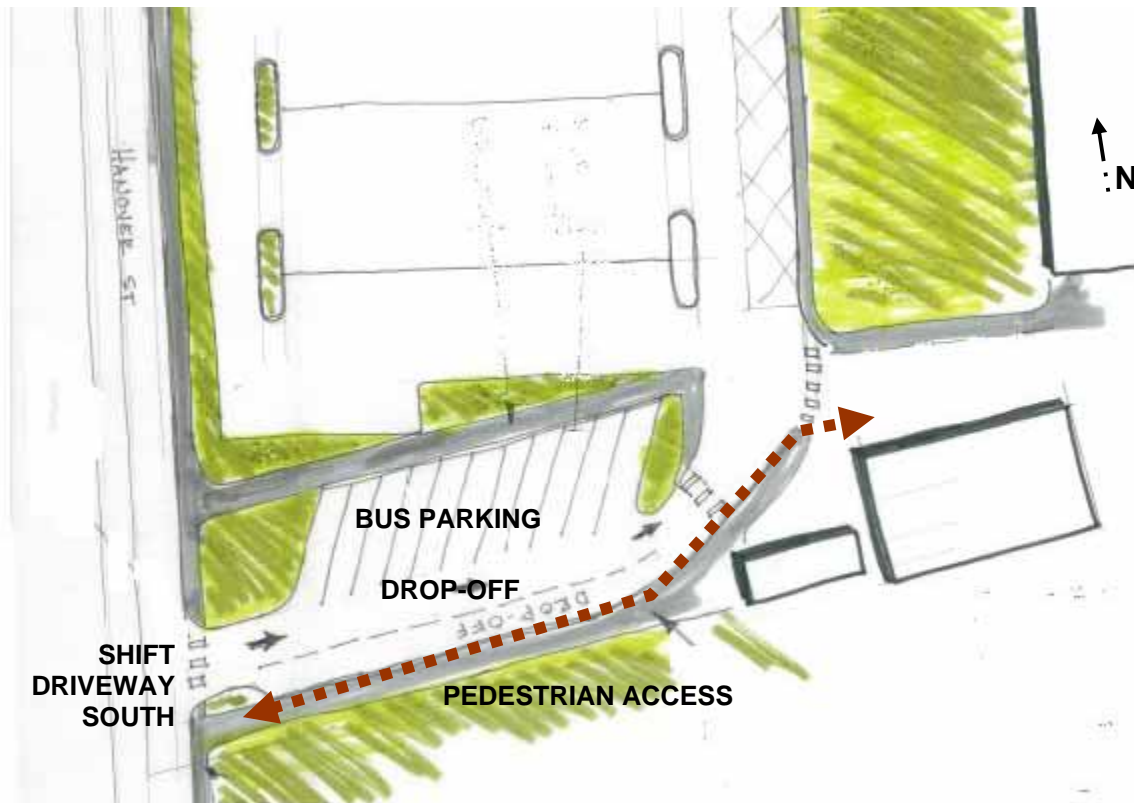 HANOVER ST
N
BUS PARKING
DROP-OFF
DROP-OFF
SHIFT
DRIVEWAY
SOUTH
PEDESTRIAN ACCESS